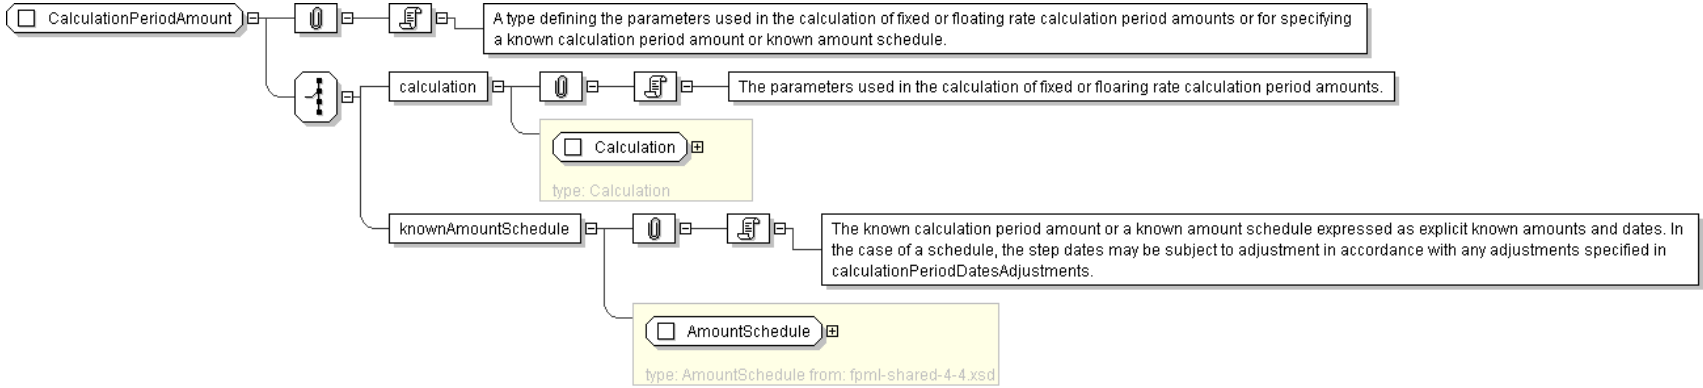 CalculationPeriodAmount
A type defining the parameters used in the calculation of fixed or floating rate calculation period amounts or for specifying
a known calculation period amount or known amount schedule.
calculation
The parameters used in the calculation of fixed or floaring rate calculation period amounts.
Calculation
type: Calculation
knownAmountSchedule
The known calculation period amount or a known amount schedule expressed as explicit known amounts and dates. In
the case of a schedule, the step dates may be subject to adjustment in accordance with any adjustments specified in
calculationPeriodDatesAdjustments.
AmountSchedule
type: AmountSchedule from: fpml-shared-4-4.xsd